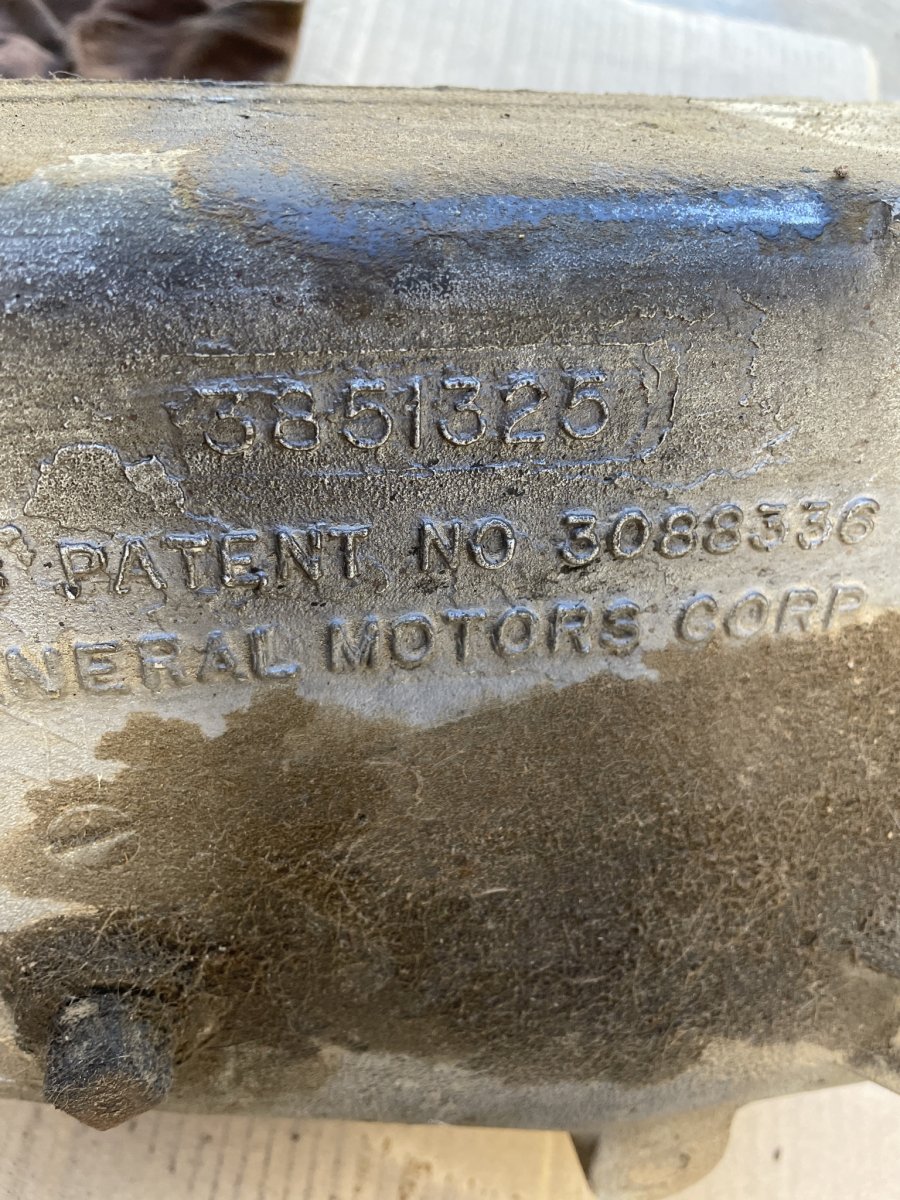 3851325
PATENT NO 3088336
NERAL MOTORS CORP